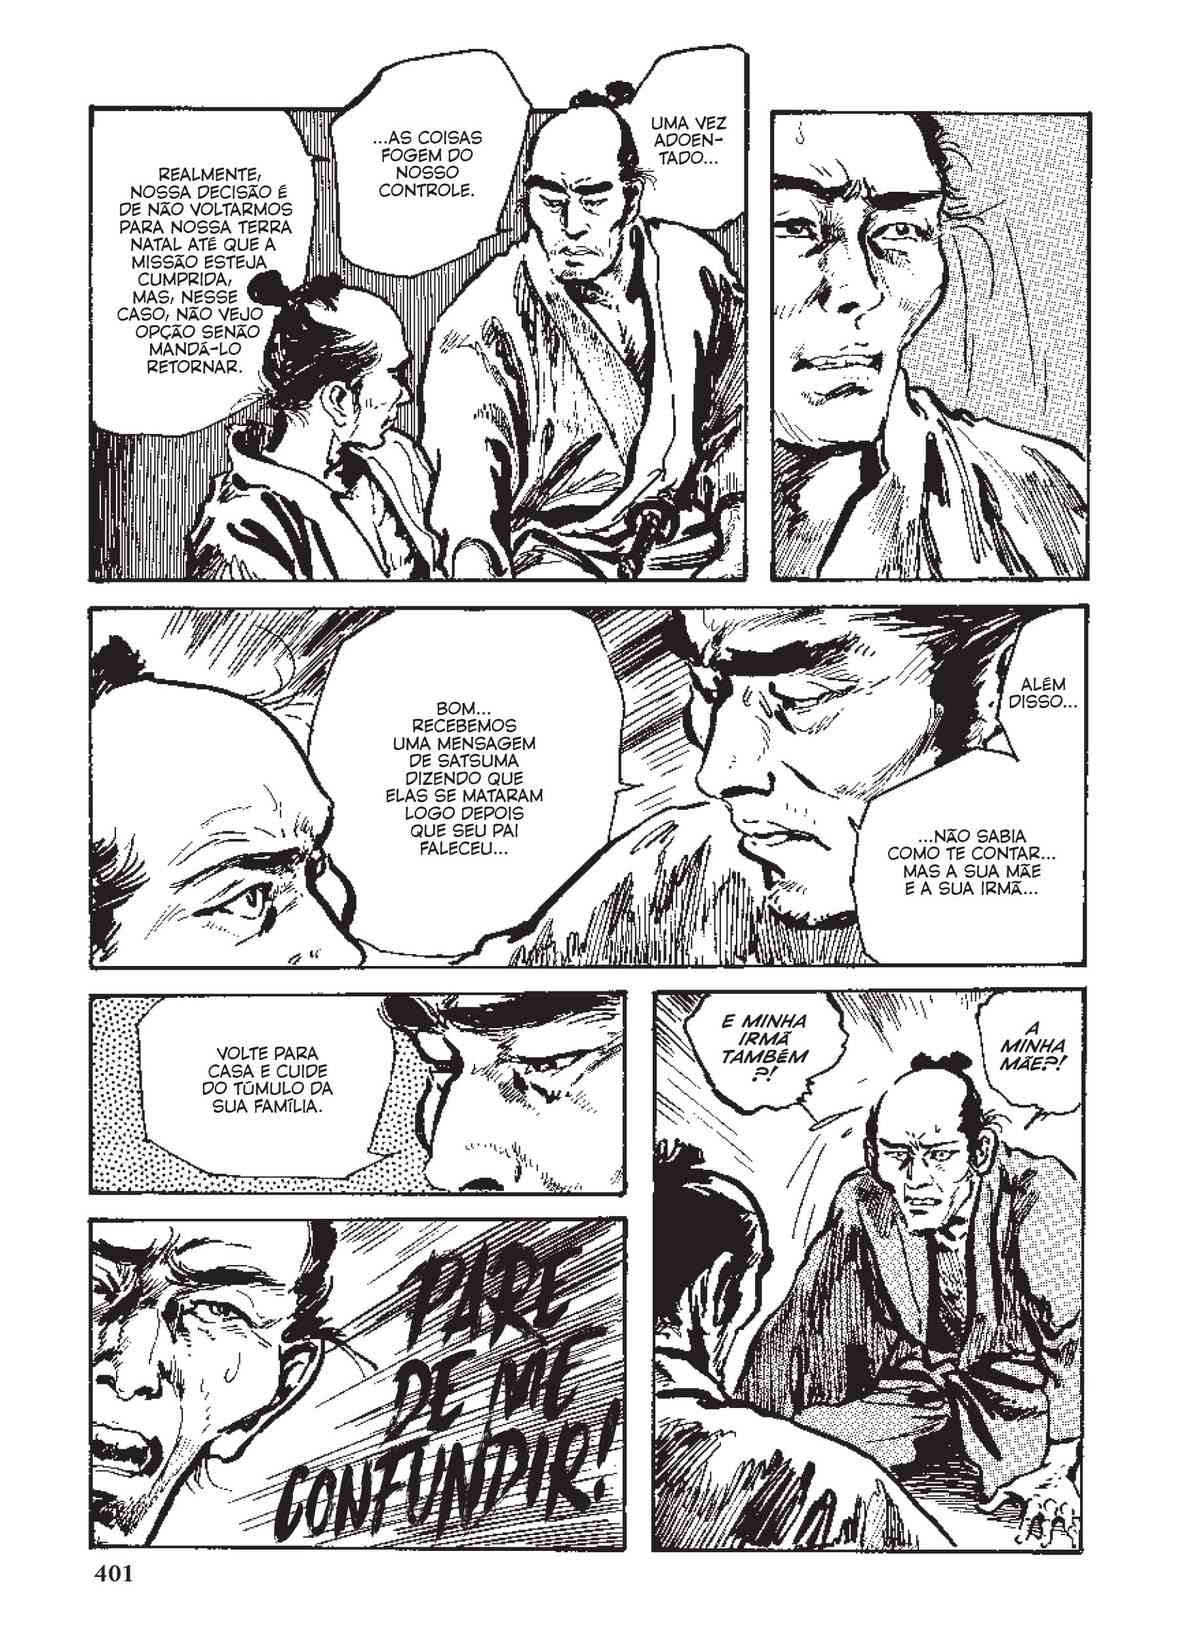 UMA VEZ
ADOEN-
TADO...
...AS COISAS
FOGEM DO
NOSSO
CONTROLE.
REALMENTE,
NOSSA DECISÃO É
DE NÃO VOLTARMOS
PARA NOSSA TERRA
NATAL ATÉ QUE A
MISSÃO ESTEJA
CUMPRIDA,
MAS, NESSE
CASO, NÃO VEJO
OPÇÃO SENÃO
MANDÁ-LO
RETORNAR.
ALÉM
DISSO...
...NÃO SABIA
COMO TE CONTAR...
MAS A SUA MÃE
E A SUA IRMÃ...
BOM...
RECEBEMOS
UMA MENSAGEM
DE SATSUMA
DIZENDO QUE
ELAS SE MATARAM
LOGO DEPOIS
QUE SEU PAI
FALECEU...
A
MINHA
MÃE?!
E MINHA
IRMÃ
TAMBÉM
?!
VOLTE PARA
CASA E CUIDE
DO TÚMULO DA
SUA FAMÍLIA.
PARE
DE ME
CONFUNDIR!
401